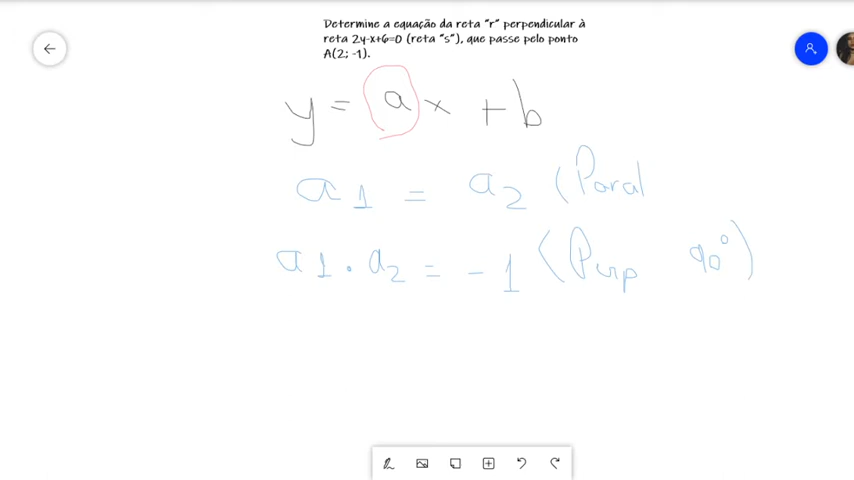 Determine a equação da reta "r" perpendicular à
reta 2y-x+6=0 (reta "s"), que passe pelo ponto
A(2; -1).
y = ax + b
a1 = a2 (Paral
a1 . a2 = -1 (Perp 90°)